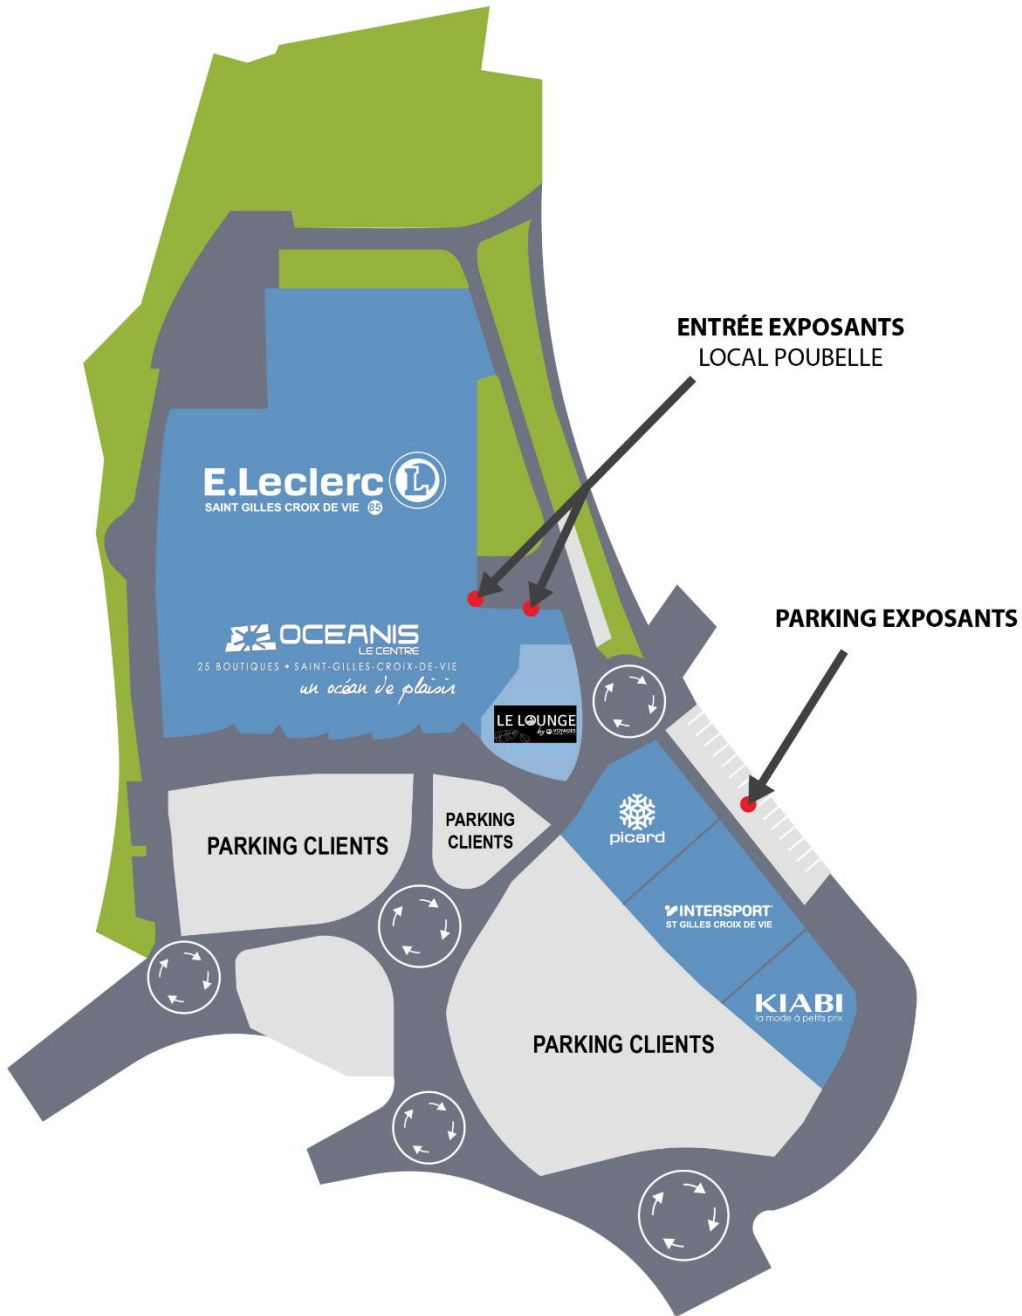 ENTRÉE EXPOSANTS
LOCAL POUBELLE
E.Leclerc L
SAINT GILLES CROIX DE VIE 85
PARKING EXPOSANTS
OCEANIS
LE CENTRE
25 BOUTIQUES • SAINT-GILLES-CROIX-DE-VIE
un océan de plaisir
LE LOUNGE
by VOYAGES
picard
PARKING CLIENTS
PARKING
CLIENTS
INTERSPORT
ST GILLES CROIX DE VIE
KIABI
la mode à petits prix
PARKING CLIENTS